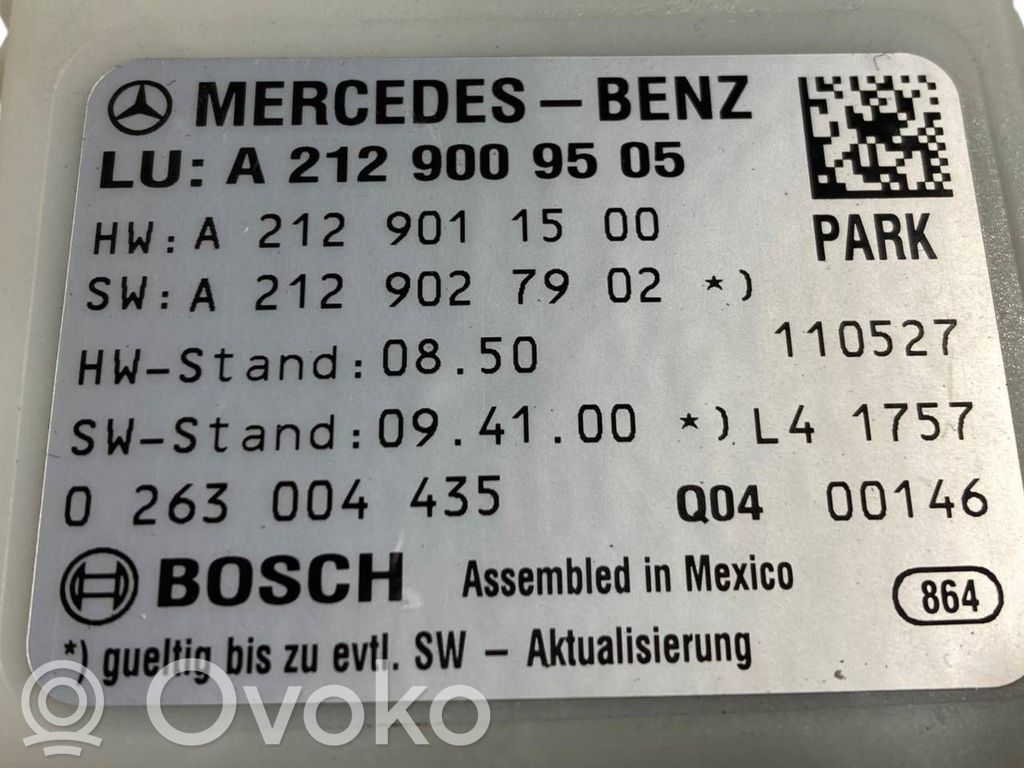 MERCEDES-BENZ
LU: A 212 900 95 05
HW: A 212 901 15 00
PARK
SW: A 212 902 79 02 *)
HW-Stand: 08.50 110527
SW-Stand: 09.41.00 *) L4 1757
0 263 004 435 Q04 00146
BOSCH Assembled in Mexico 864
*) gueltig bis zu evtl. SW - Aktualisierung
Ovoko